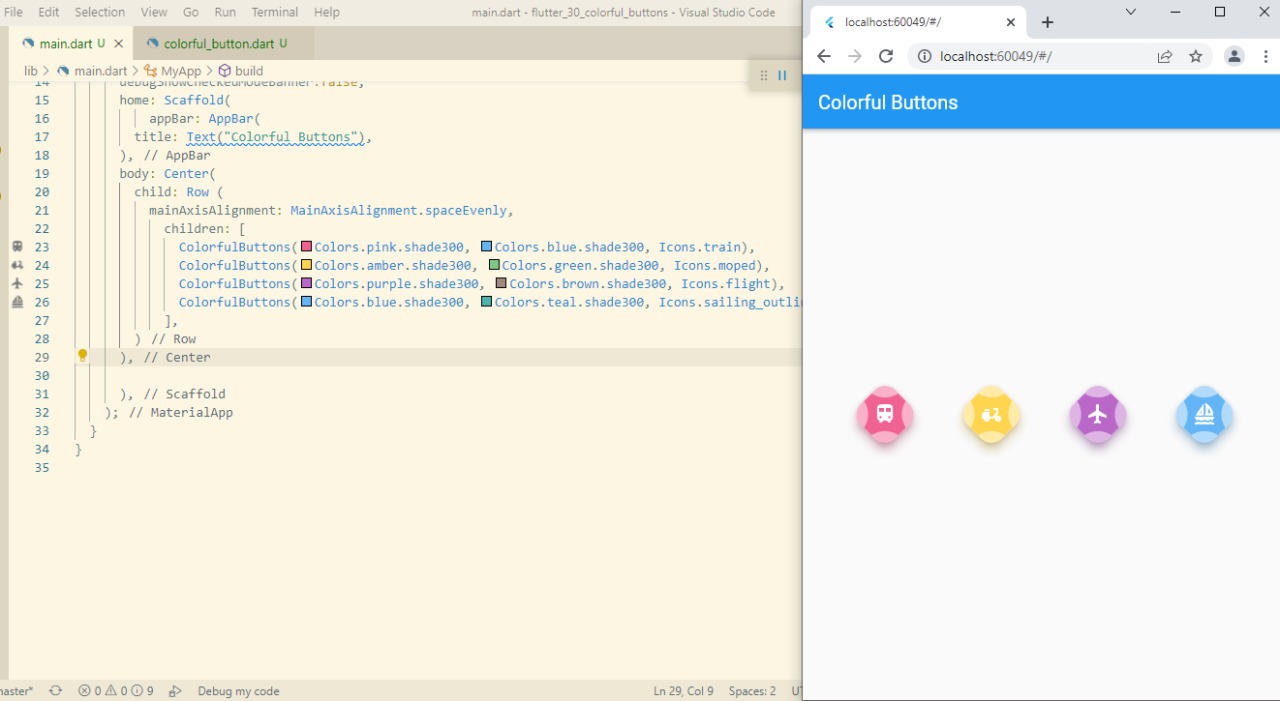 File Edit Selection View Go Run Terminal Help main.dart - flutter_30_colorful_buttons - Visual Studio Code
main.dart U colorful_button.dart U
lib > main.dart > MyApp > build
14 debugShowCheckedModeBanner:false,
15 home: Scaffold(
16 appBar: AppBar(
17 title: Text("Colorful Buttons"),
18 ), // AppBar
19 body: Center(
20 child: Row (
21 mainAxisAlignment: MainAxisAlignment.spaceEvenly,
22 children: [
23 ColorfulButtons(Colors.pink.shade300, Colors.blue.shade300, Icons.train),
24 ColorfulButtons(Colors.amber.shade300, Colors.green.shade300, Icons.moped),
25 ColorfulButtons(Colors.purple.shade300, Colors.brown.shade300, Icons.flight),
26 ColorfulButtons(Colors.blue.shade300, Colors.teal.shade300, Icons.sailing_outli
27 ],
28 ) // Row
29 ), // Center
30
31 ), // Scaffold
32 ); // MaterialApp
33 }
34 }
35
master* 0 0 9 Debug my code Ln 29, Col 9 Spaces: 2 UT
localhost:60049/#/
localhost:60049/#/
Colorful Buttons